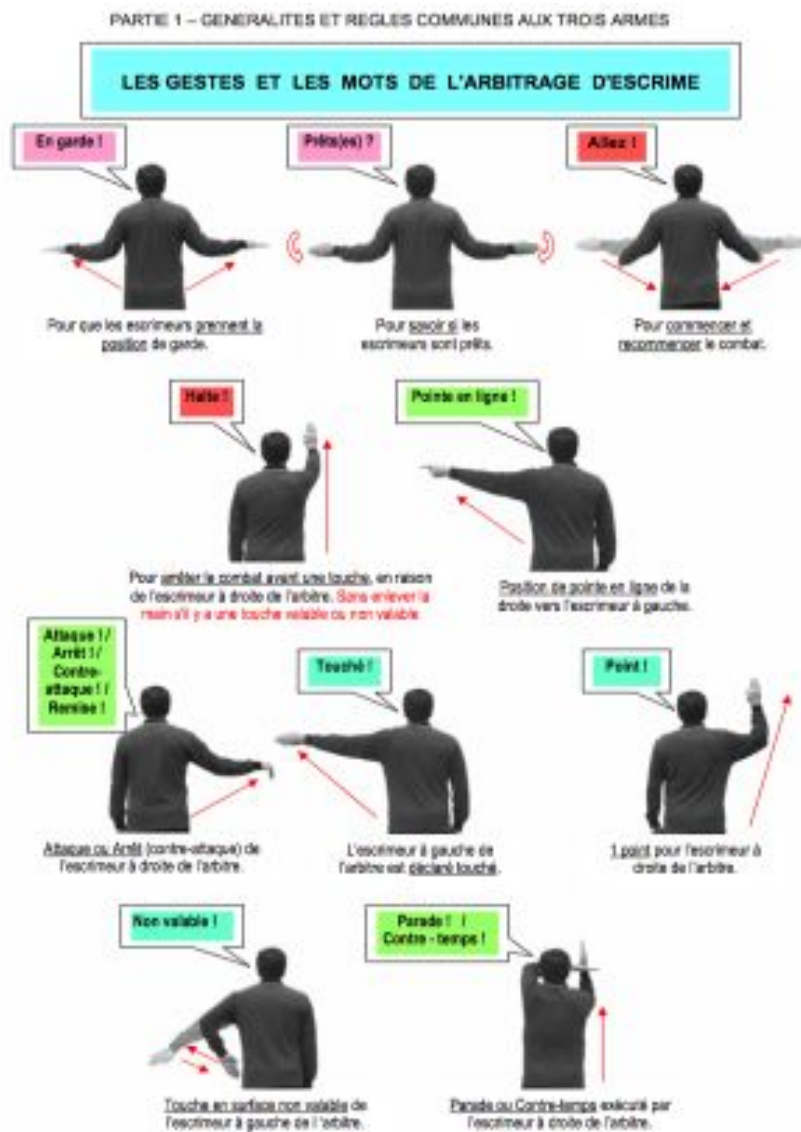 PARTIE 1 – GENERALITES ET REGLES COMMUNES AUX TROIS ARMES
LES GESTES ET LES MOTS DE L'ARBITRAGE D'ESCRIME
En garde !
Prêts(es) ?
Allez !
Pour que les escrimeurs prennent la
position de garde.
Pour savoir si les
escrimeurs sont prêts.
Pour commencer et
recommencer le combat.
Halte !
Pointe en ligne !
Pour arrêter le combat avant une touche, en raison
de l'escrimeur à droite de l'arbitre. Sans enlever la
main s'il y a une touche valable ou non valable.
Position de pointe en ligne de la
droite vers l'escrimeur à gauche.
Attaque ! /
Arrêt ! /
Contre-
attaque ! /
Remise !
Touché !
Point !
Attaque ou Arrêt (contre-attaque) de
l'escrimeur à droite de l'arbitre.
L'escrimeur à gauche de
l'arbitre est déclaré touché.
1 point pour l'escrimeur à
droite de l'arbitre.
Non valable !
Parade ! /
Contre - temps !
Touche en surface non valable de
l'escrimeur à gauche de l 'arbitre.
Parade ou Contre-temps exécuté par
l'escrimeur à droite de l'arbitre.